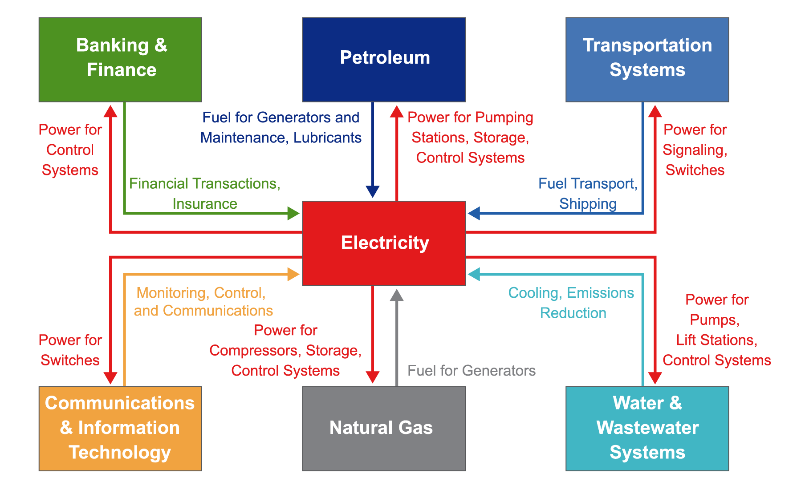 Banking &
Finance
Petroleum
Transportation
Systems
Power for
Control
Systems
Fuel for Generators and
Maintenance, Lubricants
Power for Pumping
Stations, Storage,
Control Systems
Power for
Signaling,
Switches
Financial Transactions,
Insurance
Fuel Transport,
Shipping
Electricity
Monitoring, Control,
and Communications
Cooling, Emissions
Reduction
Power for
Switches
Power for
Compressors, Storage,
Control Systems
Fuel for Generators
Power for
Pumps,
Lift Stations,
Control Systems
Communications
& Information
Technology
Natural Gas
Water &
Wastewater
Systems